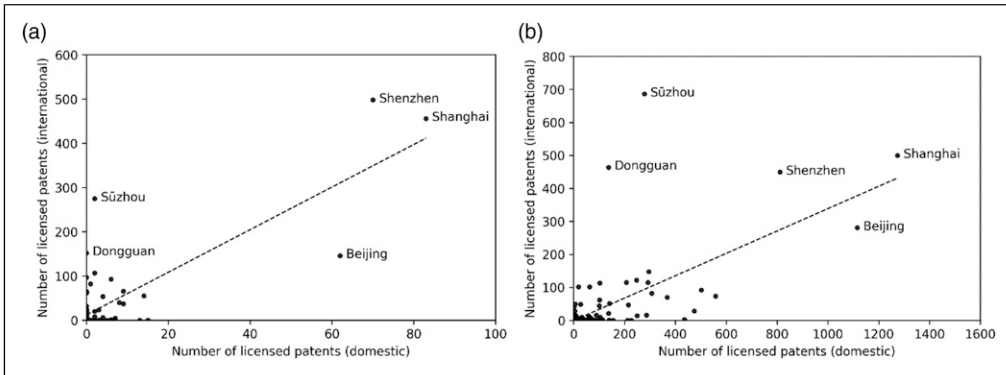 (a)
Number of licensed patents (international)
600
500
400
300
200
100
0
Shenzhen
Shanghai
Sūzhou
Dongguan
Beijing
0 20 40 60 80 100
Number of licensed patents (domestic)
(b)
Number of licensed patents (international)
800
700
600
500
400
300
200
100
0
Sūzhou
Dongguan
Shenzhen
Shanghai
Beijing
0 200 400 600 800 1000 1200 1400 1600
Number of licensed patents (domestic)